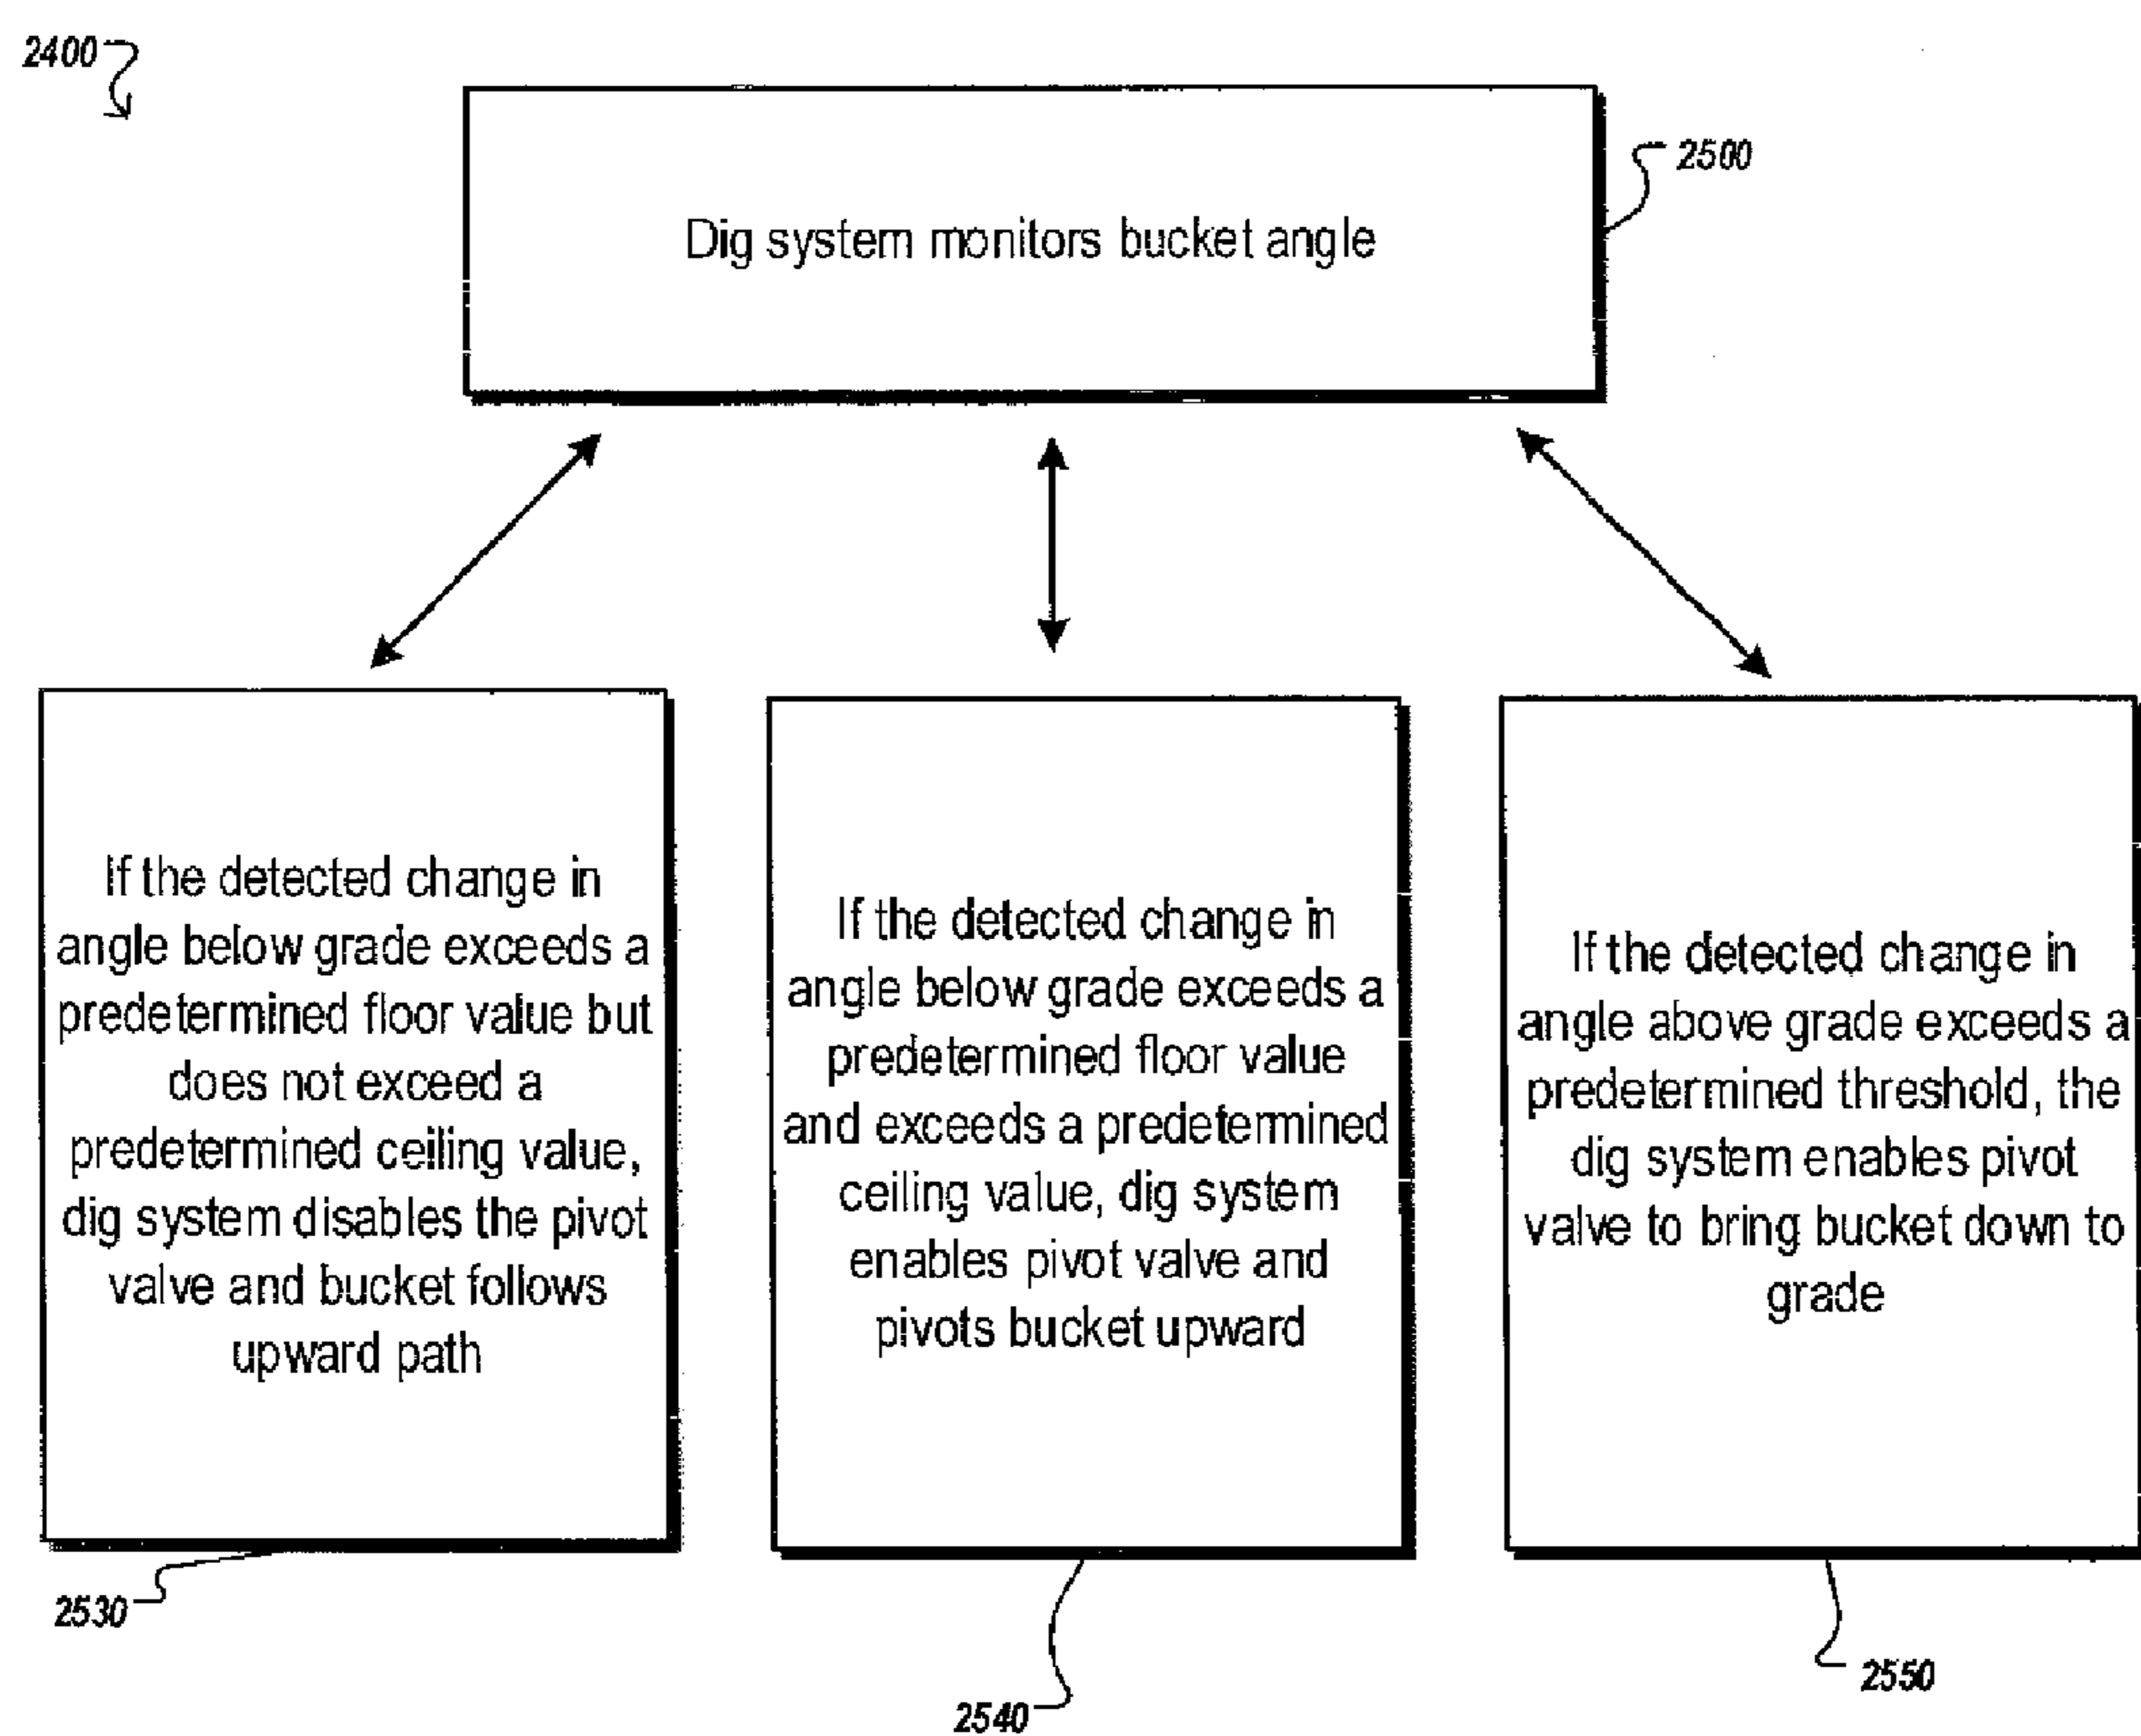 2400
Dig system monitors bucket angle
2500
If the detected change in
angle below grade exceeds a
predetermined floor value but
does not exceed a
predetermined ceiling value,
dig system disables the pivot
valve and bucket follows
upward path
2530
If the detected change in
angle below grade exceeds a
predetermined floor value
and exceeds a predetermined
ceiling value, dig system
enables pivot valve and
pivots bucket upward
2540
If the detected change in
angle above grade exceeds a
predetermined threshold, the
dig system enables pivot
valve to bring bucket down to
grade
2550